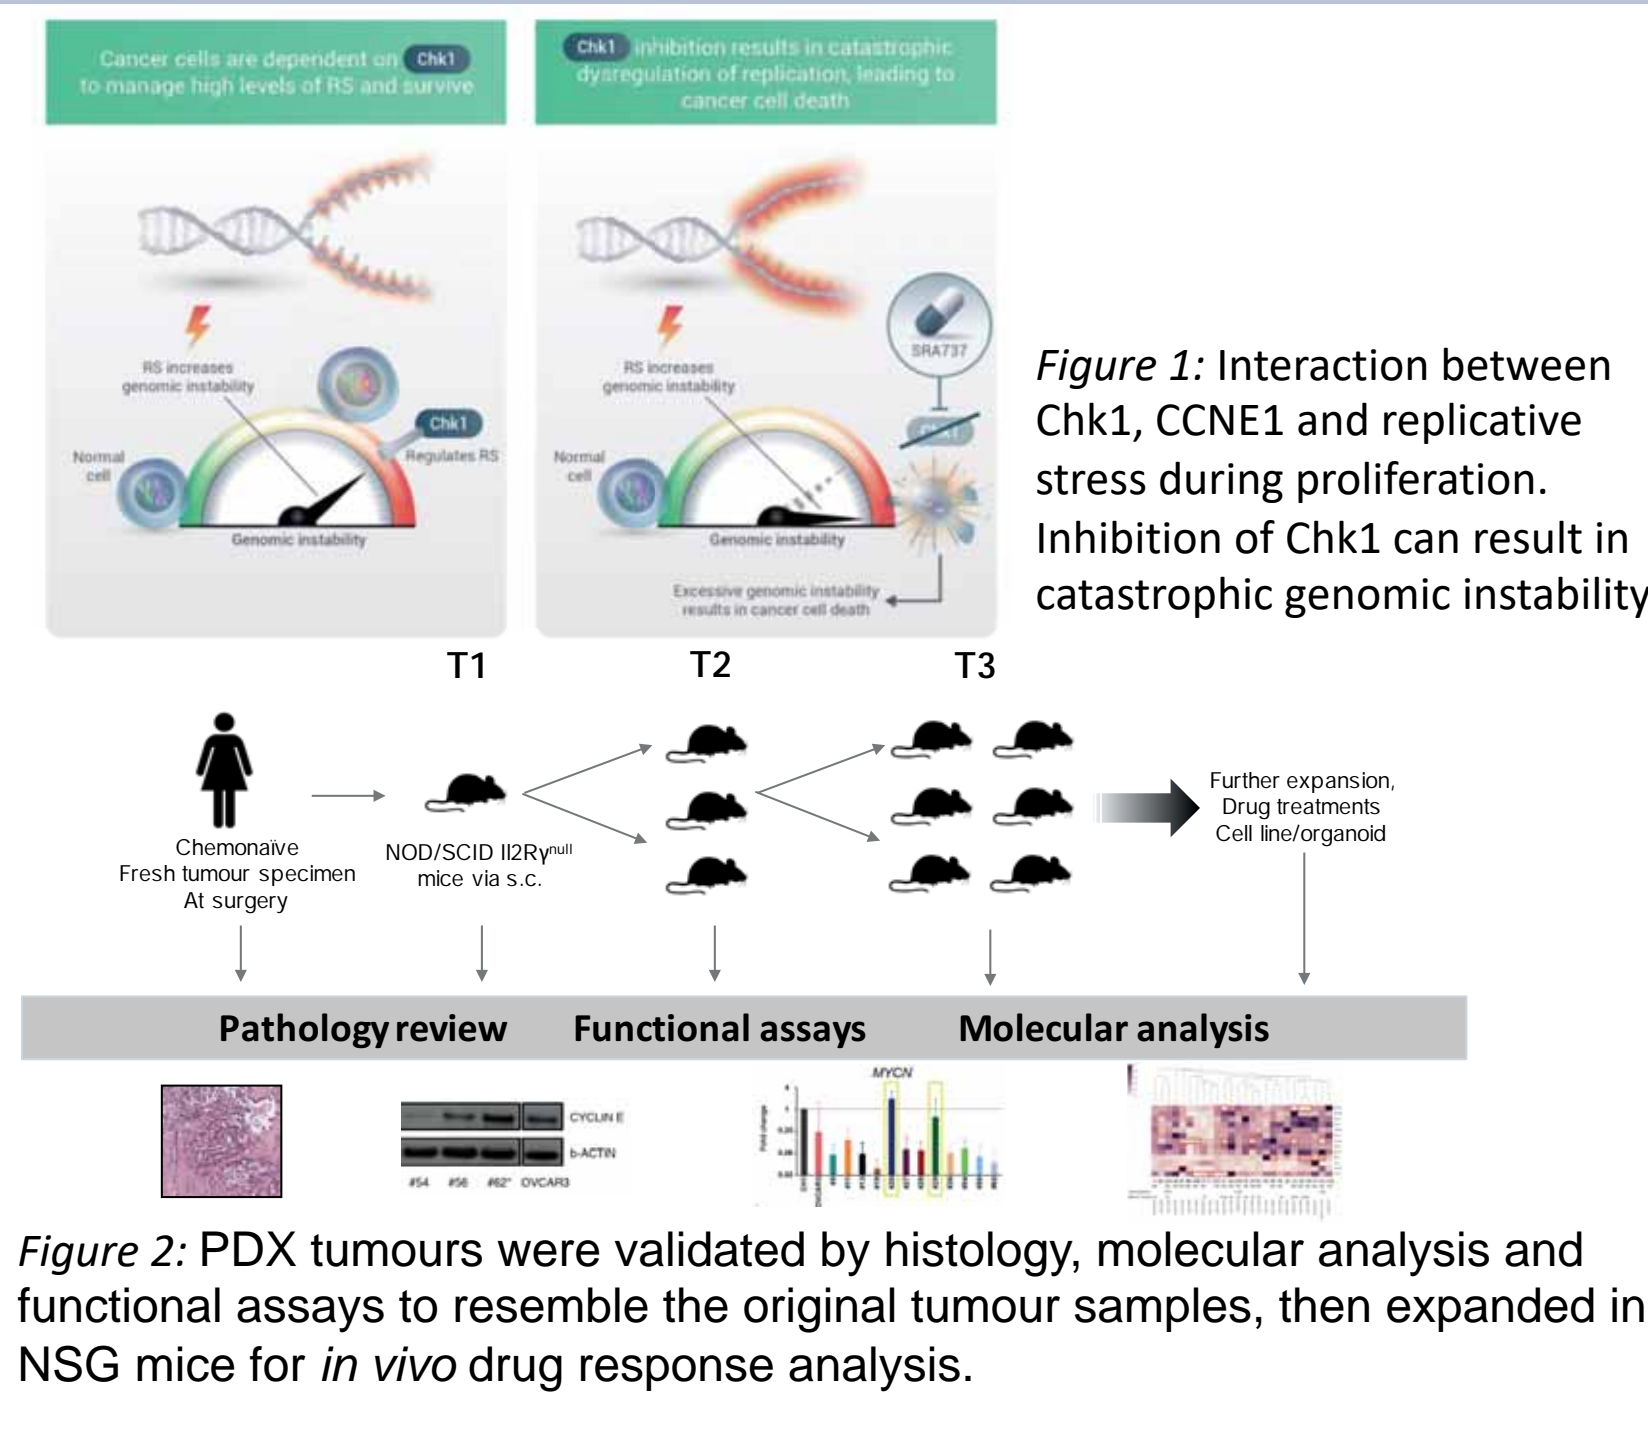 Cancer cells are dependent on Chk1
to manage high levels of RS and survive
Chk1 inhibition results in catastrophic
dysregulation of replication, leading to
cancer cell death
RS increases
genomic instability
Chk1
Regulates RS
Normal
cell
Genomic instability
SRA737
RS increases
genomic instability
Chk1
Normal
cell
Genomic instability
Excessive genomic instability
results in cancer cell death
Figure 1: Interaction between
Chk1, CCNE1 and replicative
stress during proliferation.
Inhibition of Chk1 can result in
catastrophic genomic instability
T1 T2 T3
Chemonaïve
Fresh tumour specimen
At surgery
NOD/SCID Il2Rγnull
mice via s.c.
Further expansion,
Drug treatments
Cell line/organoid
Pathology review Functional assays Molecular analysis
CYCLIN E
b-ACTIN
#54 #56 #62* OVCAR3
MYCN
Fold change
Figure 2: PDX tumours were validated by histology, molecular analysis and
functional assays to resemble the original tumour samples, then expanded in
NSG mice for in vivo drug response analysis.